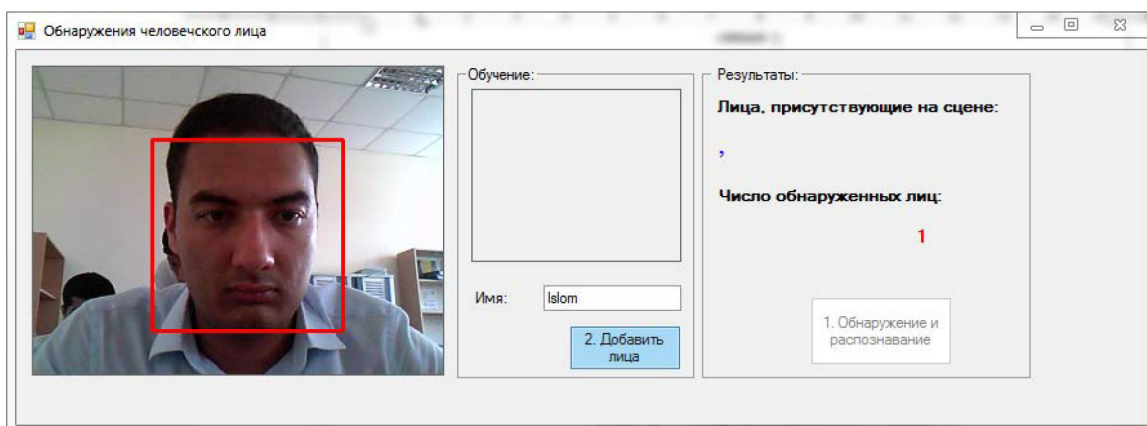 Обнаружения человечского лица
Обучение:
Имя:
Islom
2. Добавить
лица
Результаты:
Лица, присутствующие на сцене:
,
Число обнаруженных лиц:
1
1. Обнаружение и
распознавание